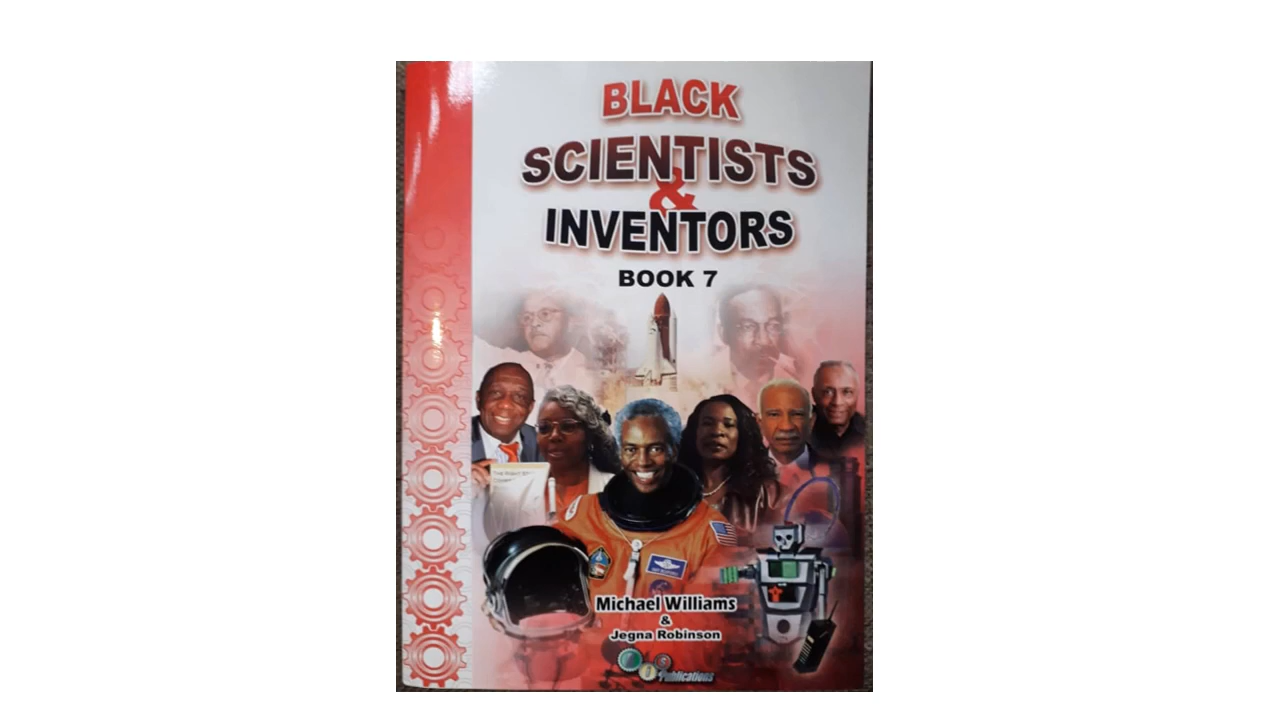 BLACK
SCIENTISTS
&
INVENTORS
BOOK 7
Michael Williams
&
Jegna Robinson
Publications